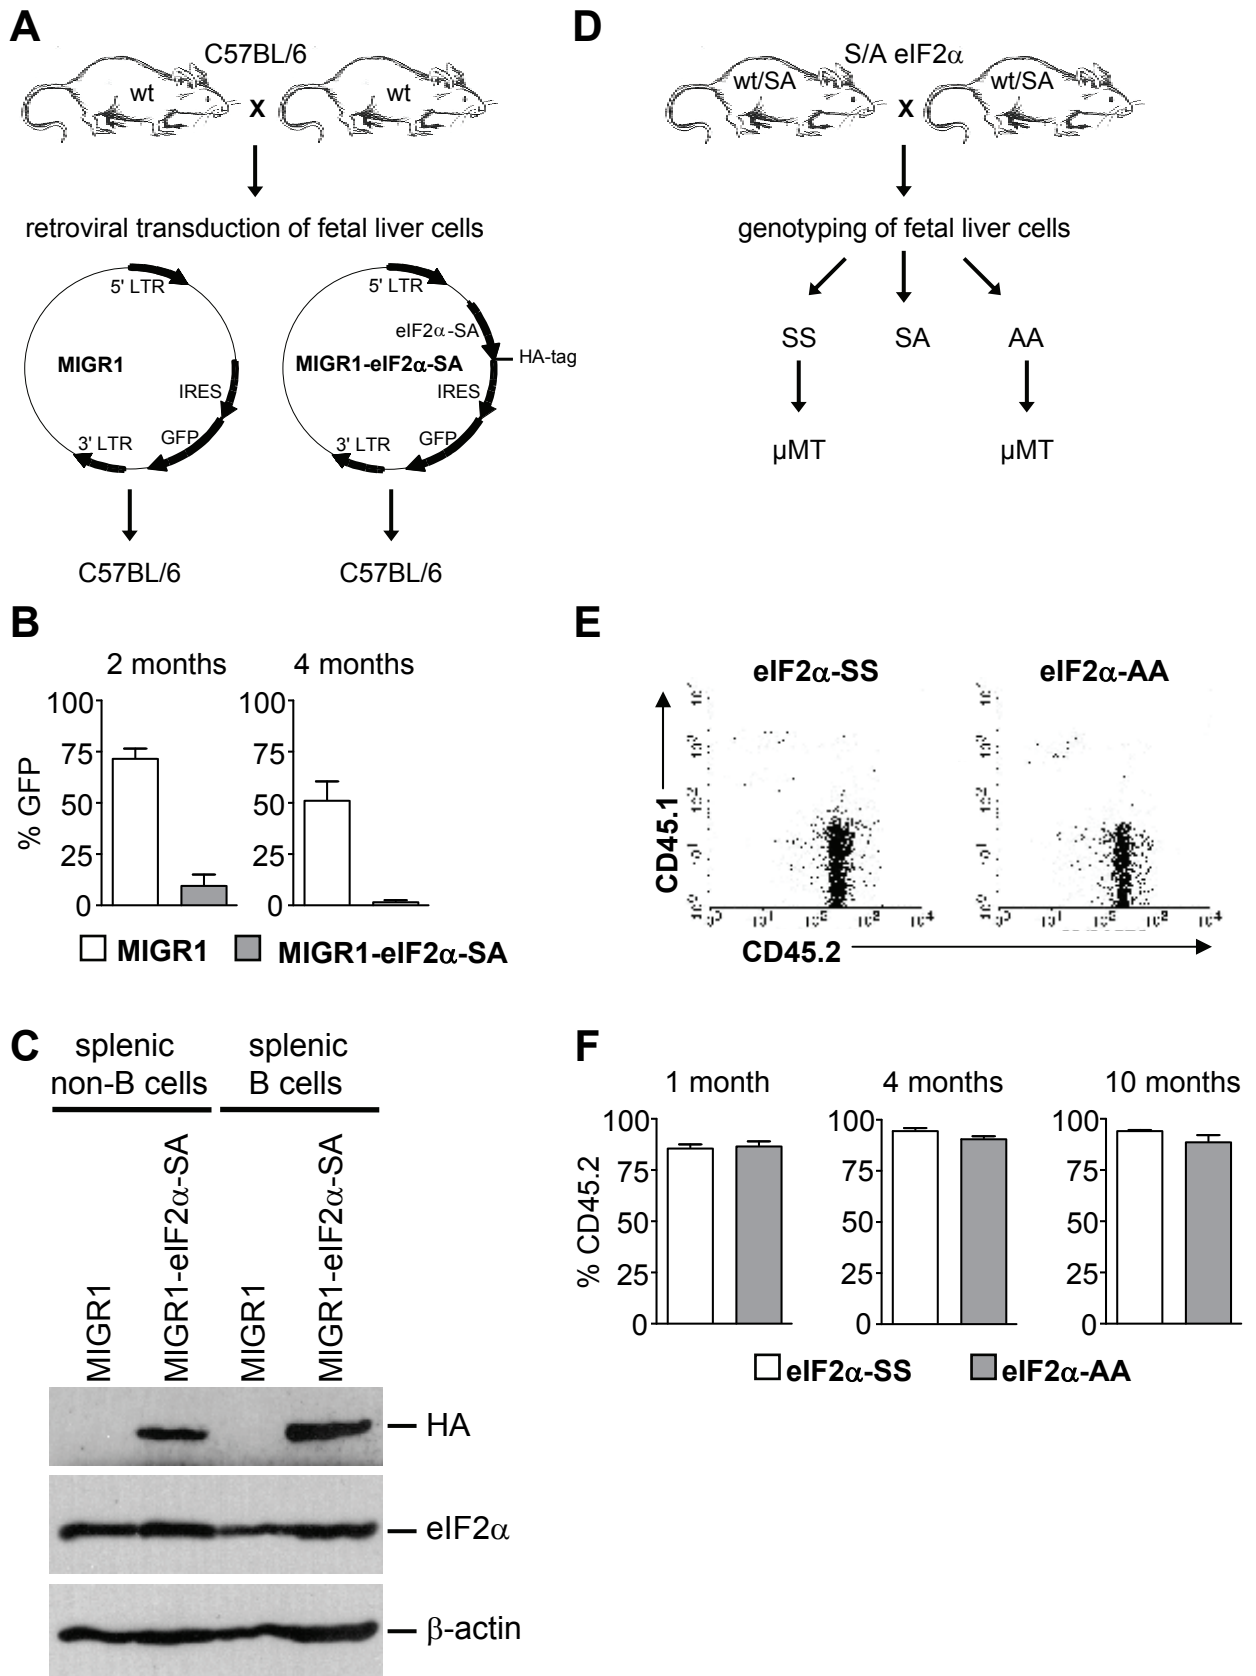 A
C57BL/6
wt
X
wt
retroviral transduction of fetal liver cells
5' LTR
MIGR1
IRES
GFP
3' LTR
5' LTR
eIF2α-SA
HA-tag
MIGR1-eIF2α-SA
IRES
GFP
3' LTR
C57BL/6
C57BL/6
B
2 months
4 months
% GFP
100
75
50
25
0
100
75
50
25
0
MIGR1
MIGR1-eIF2α-SA
C
splenic
non-B cells
splenic
B cells
MIGR1
MIGR1-eIF2α-SA
MIGR1
MIGR1-eIF2α-SA
HA
eIF2α
β-actin
D
S/A eIF2α
wt/SA
X
wt/SA
genotyping of fetal liver cells
SS
SA
AA
µMT
µMT
E
eIF2α-SS
eIF2α-AA
CD45.1
CD45.2
F
1 month
4 months
10 months
% CD45.2
100
75
50
25
0
100
75
50
25
0
100
75
50
25
0
eIF2α-SS
eIF2α-AA